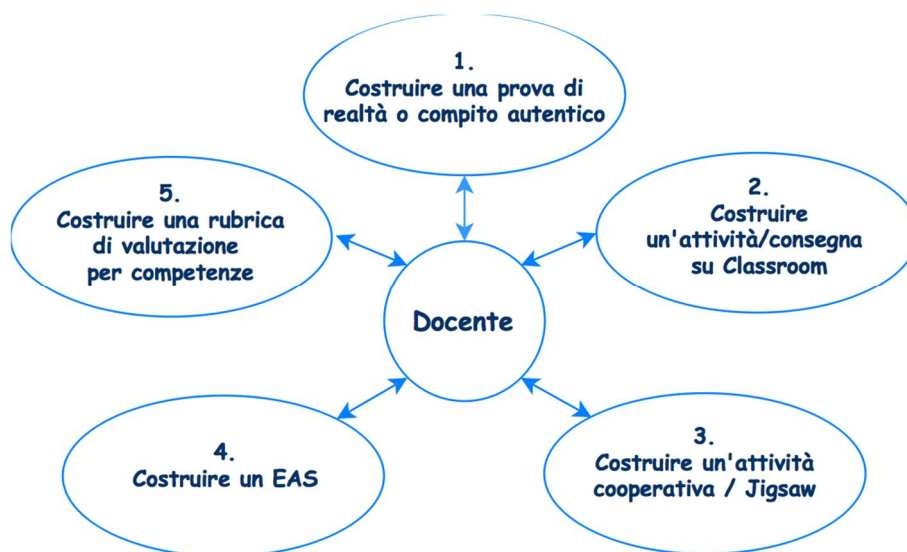 1.
Costruire una prova di
realtà o compito autentico
2.
Costruire
un'attività/consegna
su Classroom
3.
Costruire un'attività
cooperativa / Jigsaw
4.
Costruire un EAS
5.
Costruire una rubrica
di valutazione
per competenze
Docente